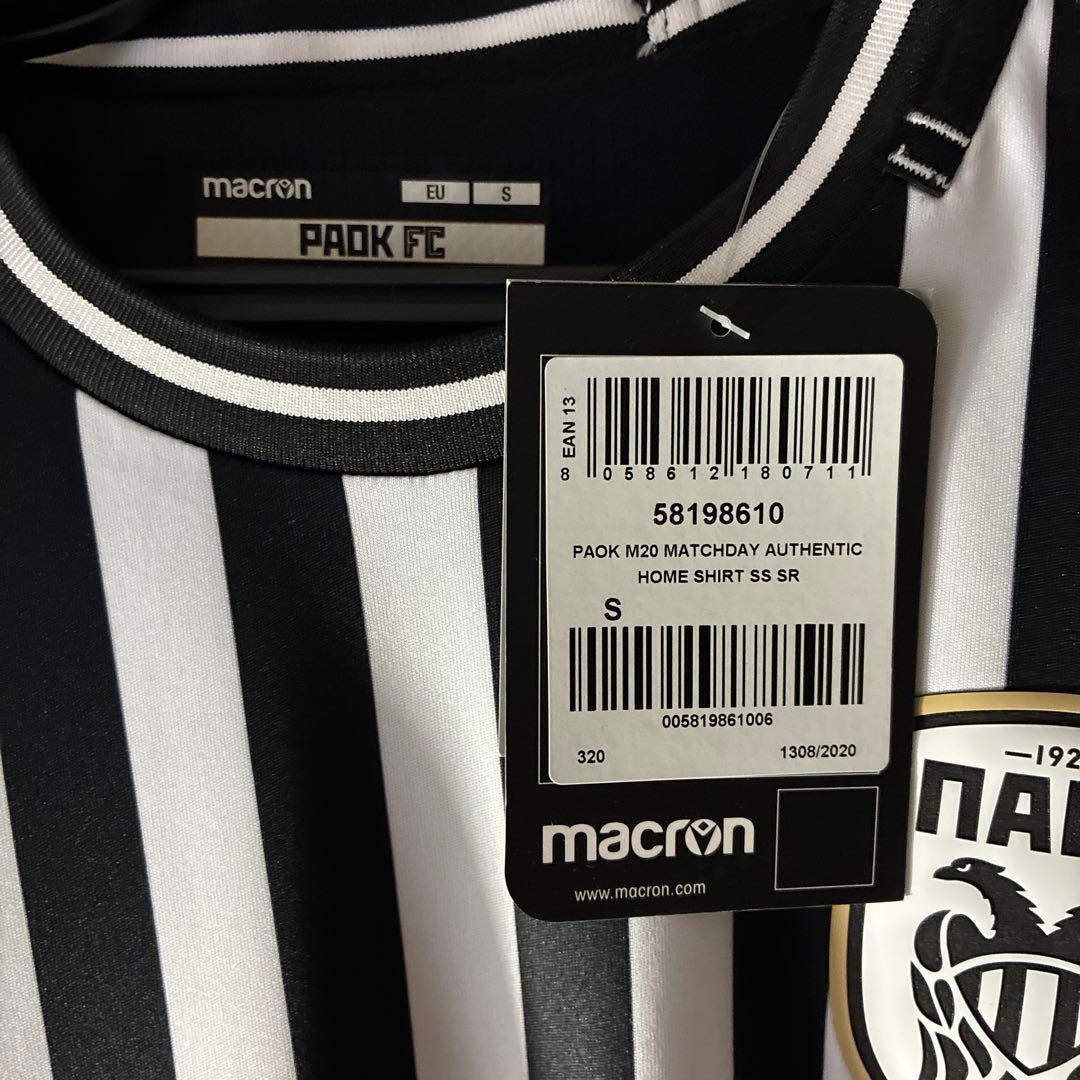 macron EU S
PAOK FC
EAN 13
8 058612 180711
58198610
PAOK M20 MATCHDAY AUTHENTIC
HOME SHIRT SS SR
S
005819861006
320 1308/2020
macron
www.macron.com